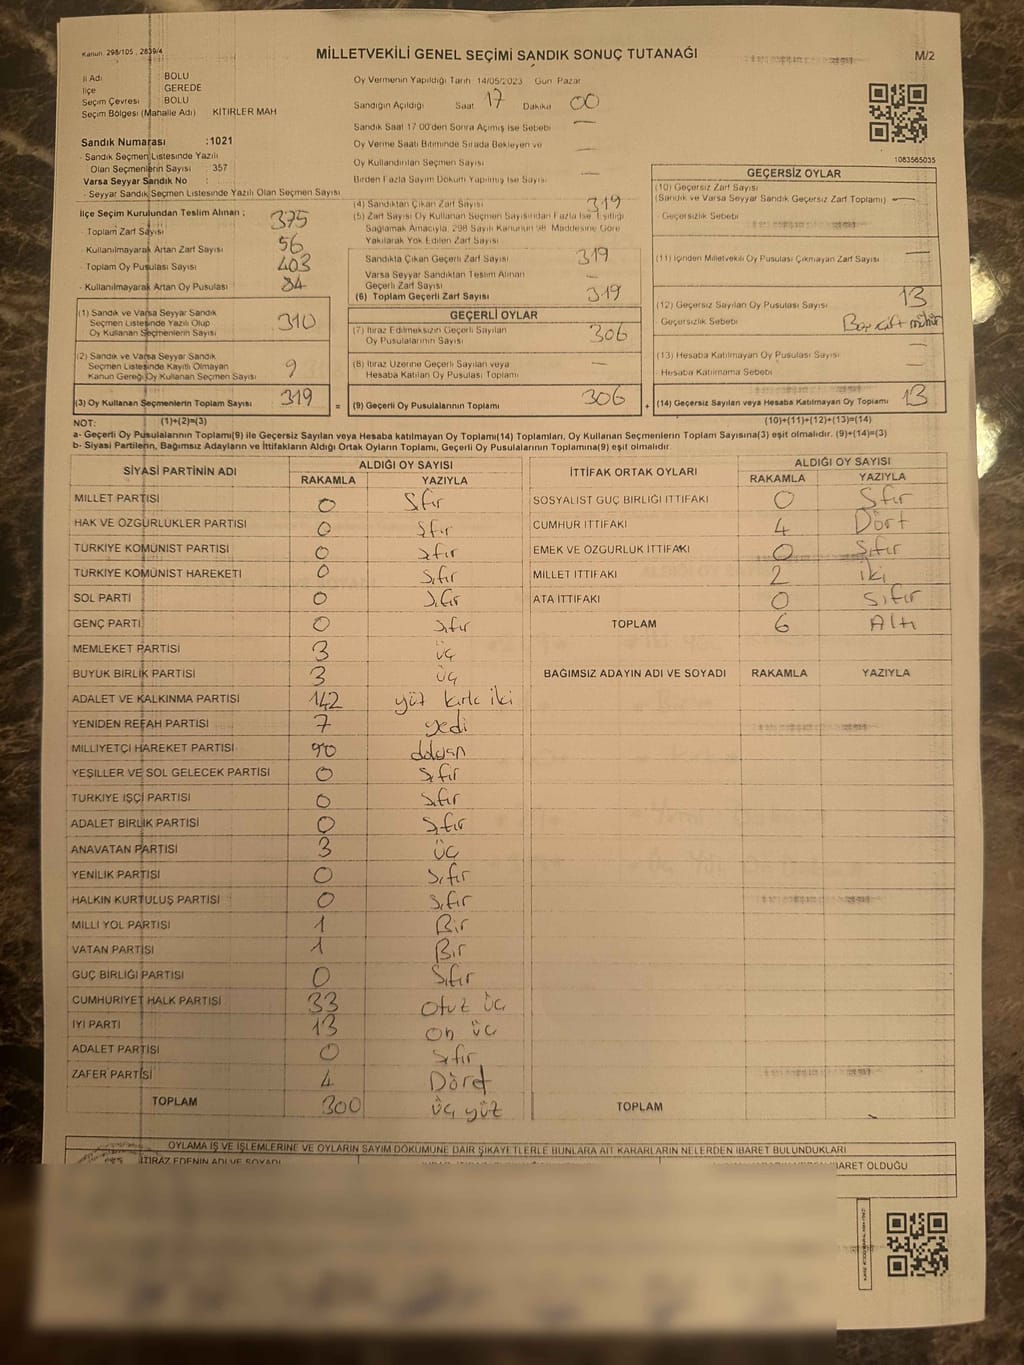 Kanun. 298/105 , 2839/4
MİLLETVEKİLİ GENEL SEÇİMİ SANDIK SONUÇ TUTANAĞI
M/2
İl Adı BOLU
İlçe GEREDE
Seçim Çevresi BOLU
Seçim Bölgesi (Mahalle Adı) KİTİRLER MAH
Oy Vermenin Yapıldığı Tarih 14/05/2023 Gün Pazar
Sandığın Açıldığı Saat 17 Dakika 00
Sandık Saat 17 00'den Sonra Açılmış İse Sebebi —
Oy Verme Saati Bitiminde Sırada Bekleyen ve
Oy Kullandırılan Seçmen Sayısı —
Birden Fazla Sayım Döküm Yapılmış İse Sayısı —
1063565035
Sandık Numarası :1021
- Sandık Seçmen Listesinde Yazılı
Olan Seçmenlerin Sayısı : 357
Varsa Seyyar Sandık No :
- Seyyar Sandık Seçmen Listesinde Yazılı Olan Seçmen Sayısı
İlçe Seçim Kurulundan Teslim Alınan ;
- Toplam Zarf Sayısı 375
- Kullanılmayarak Artan Zarf Sayısı 56
- Toplam Oy Pusulası Sayısı 403
- Kullanılmayarak Artan Oy Pusulası 84
(1) Sandık ve Varsa Seyyar Sandık
Seçmen Listesinde Yazılı Olup
Oy Kullanan Seçmenlerin Sayısı 310
(2) Sandık ve Varsa Seyyar Sandık
Seçmen Listesinde Kayıtlı Olmayan
Kanun Gereği Oy Kullanan Seçmen Sayısı 9
(3) Oy Kullanan Seçmenlerin Toplam Sayısı 319 =
(4) Sandıktan Çıkan Zarf Sayısı 319
(5) Zarf Sayısı Oy Kullanan Seçmen Sayısından Fazla İse Eşitliği
Sağlamak Amacıyla, 298 Sayılı Kanunun 98. Maddesine Göre
Yakılarak Yok Edilen Zarf Sayısı —
Sandıkta Çıkan Geçerli Zarf Sayısı 319
Varsa Seyyar Sandıktan Teslim Alınan
Geçerli Zarf Sayısı —
(6) Toplam Geçerli Zarf Sayısı 319
GEÇERLİ OYLAR
(7) İtiraz Edilmeksizin Geçerli Sayılan
Oy Pusulalarının Sayısı 306
(8) İtiraz Üzerine Geçerli Sayılan veya
Hesaba Katılan Oy Pusulası Toplamı —
(9) Geçerli Oy Pusulalarının Toplamı 306 +
GEÇERSİZ OYLAR
(10) Geçersiz Zarf Sayısı
(Sandık ve Varsa Seyyar Sandık Geçersiz Zarf Toplamı) —
- Geçersizlik Sebebi
(11) İçinden Milletvekili Oy Pusulası Çıkmayan Zarf Sayısı —
(12) Geçersiz Sayılan Oy Pusulası Sayısı 13
Geçersizlik Sebebi çift mühür
(13) Hesaba Katılmayan Oy Pusulası Sayısı —
- Hesaba Katılmama Sebebi —
(14) Geçersiz Sayılan veya Hesaba Katılmayan Oy Toplamı 13
NOT: (1)+(2)=(3) (10)+(11)+(12)+(13)=(14)
a- Geçerli Oy Pusulalarının Toplamı(9) ile Geçersiz Sayılan veya Hesaba katılmayan Oy Toplamı(14) Toplamları, Oy Kullanan Seçmenlerin Toplam Sayısına(3) eşit olmalıdır. (9)+(14)=(3)
b- Siyasi Partilerin, Bağımsız Adayların ve İttifakların Aldığı Ortak Oyların Toplamı, Geçerli Oy Pusulalarının Toplamına(9) eşit olmalıdır.
SİYASİ PARTİNİN ADI ALDIĞI OY SAYISI
RAKAMLA YAZIYLA
MİLLET PARTİSİ 0 Sıfır
HAK VE ÖZGÜRLÜKLER PARTİSİ 0 Sıfır
TÜRKİYE KOMÜNİST PARTİSİ 0 Sıfır
TÜRKİYE KOMÜNİST HAREKETİ 0 Sıfır
SOL PARTİ 0 Sıfır
GENÇ PARTİ 0 Sıfır
MEMLEKET PARTİSİ 3 üç
BÜYÜK BİRLİK PARTİSİ 3 üç
ADALET VE KALKINMA PARTİSİ 142 yüz kırk iki
YENİDEN REFAH PARTİSİ 7 yedi
MİLLİYETÇİ HAREKET PARTİSİ 90 doksan
YEŞİLLER VE SOL GELECEK PARTİSİ 0 Sıfır
TÜRKİYE İŞÇİ PARTİSİ 0 Sıfır
ADALET BİRLİK PARTİSİ 0 Sıfır
ANAVATAN PARTİSİ 3 üç
YENİLİK PARTİSİ 0 Sıfır
HALKIN KURTULUŞ PARTİSİ 0 Sıfır
MİLLİ YOL PARTİSİ 1 Bir
VATAN PARTİSİ 1 Bir
GÜÇ BİRLİĞİ PARTİSİ 0 Sıfır
CUMHURİYET HALK PARTİSİ 33 Otuz üç
İYİ PARTİ 13 on üç
ADALET PARTİSİ 0 Sıfır
ZAFER PARTİSİ 4 Dört
TOPLAM 300 üç yüz
İTTİFAK ORTAK OYLARI ALDIĞI OY SAYISI
RAKAMLA YAZIYLA
SOSYALİST GÜÇ BİRLİĞİ İTTİFAKI 0 Sıfır
CUMHUR İTTİFAKI 4 Dört
EMEK VE ÖZGÜRLÜK İTTİFAKI 0 Sıfır
MİLLET İTTİFAKI 2 iki
ATA İTTİFAKI 0 Sıfır
TOPLAM 6 Altı
BAĞIMSIZ ADAYIN ADI VE SOYADI RAKAMLA YAZIYLA
TOPLAM
OYLAMA İŞ VE İŞLEMLERİNE VE OYLARIN SAYIM DÖKÜMÜNE DAİR ŞİKAYETLERLE BUNLARA AİT KARARLARIN NELERDEN İBARET BULUNDUKLARI
İTİRAZ EDENİN ADI VE SOYADI
İBARET OLDUĞU